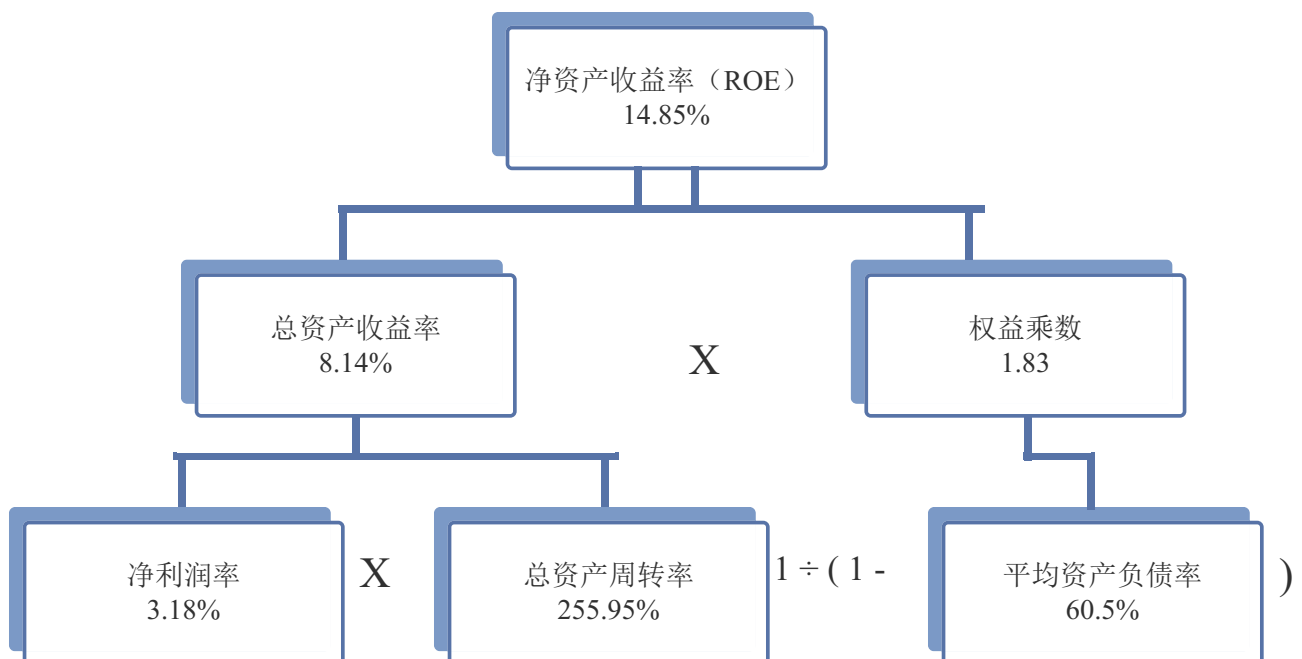 净资产收益率（ROE）
14.85%
总资产收益率
8.14%
X
权益乘数
1.83
净利润率
3.18%
X
总资产周转率
255.95%
1 ÷ ( 1 -
平均资产负债率
60.5%
)